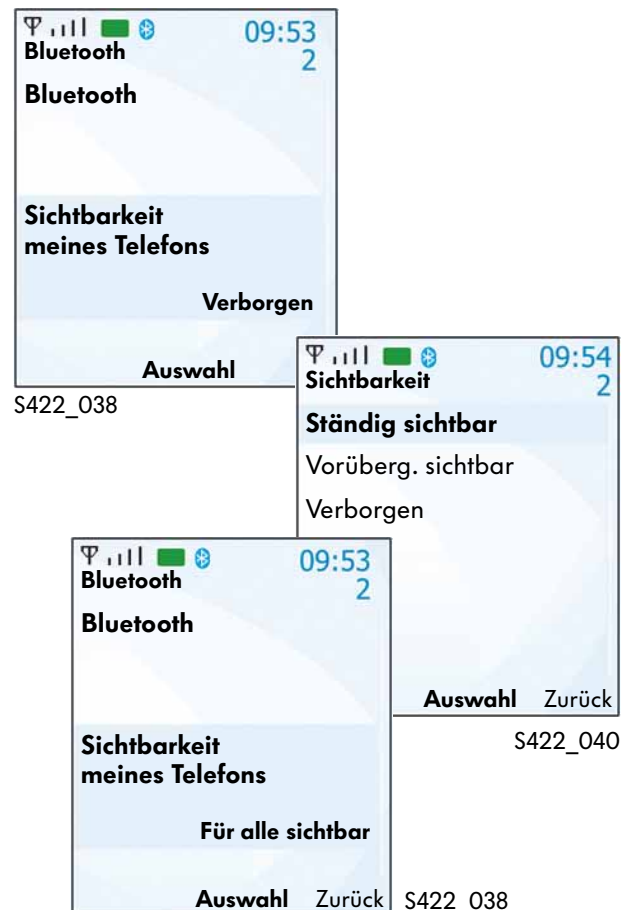 09:53
Bluetooth
2
Bluetooth
Sichtbarkeit
meines Telefons
Verborgen
Auswahl
S422_038
09:54
Sichtbarkeit
2
Ständig sichtbar
Vorüberg. sichtbar
Verborgen
Auswahl Zurück
S422_040
09:53
Bluetooth
2
Bluetooth
Sichtbarkeit
meines Telefons
Für alle sichtbar
Auswahl Zurück
S422_038